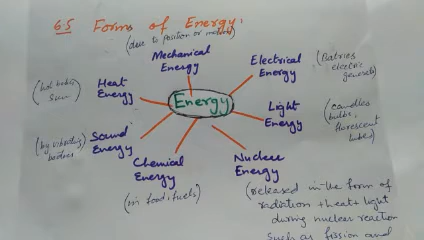 6.5 Forms of Energy:
(due to position or motion)
Mechanical
Energy
Electrical
Energy
(Batries
electric
generato
Heat
Energy
(hot bodies
Sun)
Energy
Light
Energy
(candles
bulbs,
fluorescent
tubes)
Sound
Energy
(by vibrating
bodies)
Chemical
Energy
(in food & fuels)
Nuclear
Energy
(released in the form of
radiation + heat + light
during nuclear reaction
such as fission and